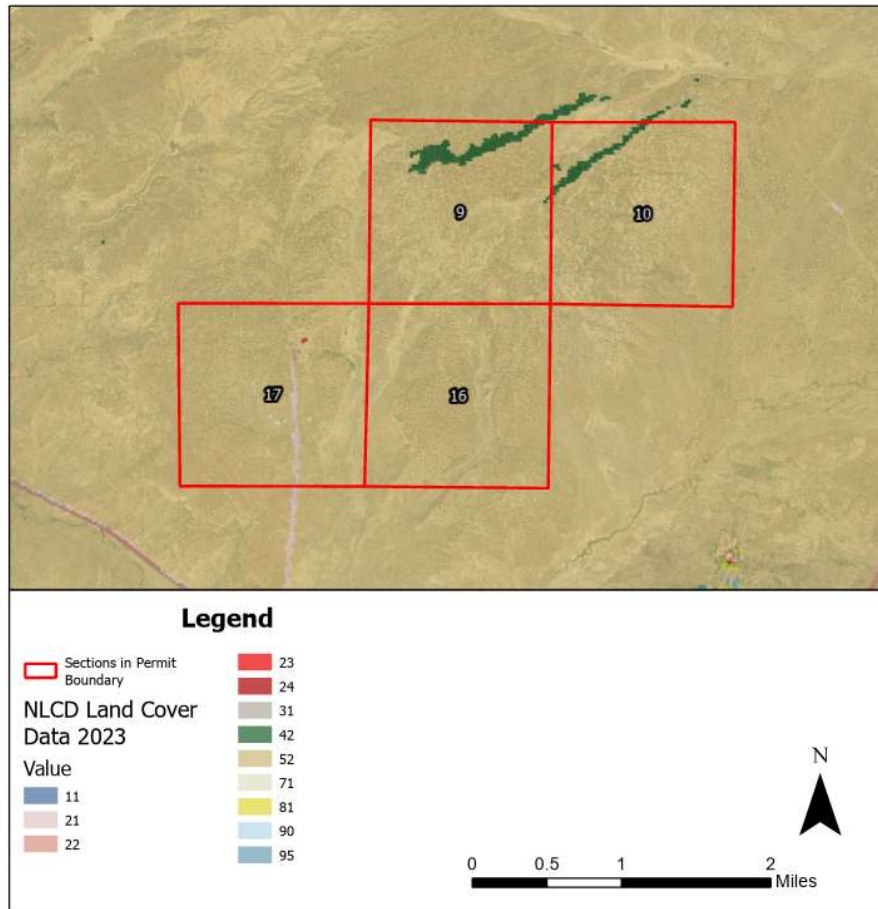 9
10
17
16
Legend
Sections in Permit
Boundary
NLCD Land Cover
Data 2023
Value
11
21
22
23
24
31
42
52
71
81
90
95
N
0 0.5 1 2
Miles